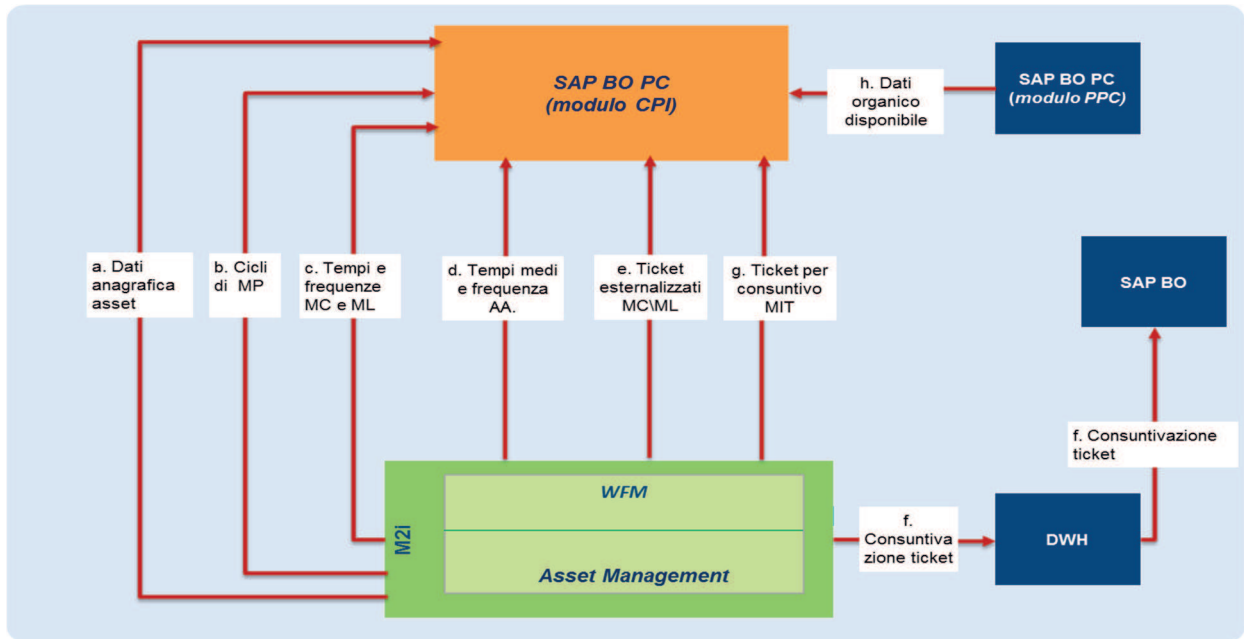 SAP BO PC
(modulo CPI)
h. Dati
organico
disponibile
SAP BO PC
(modulo PPC)
a. Dati
anagrafica
asset
b. Cicli
di MP
c. Tempi e
frequenze
MC e ML
d. Tempi medi
e frequenza
AA.
e. Ticket
esternalizzati
MC\ML
g. Ticket per
consuntivo
MIT
SAP BO
f. Consuntivazione
ticket
M2i
WFM
Asset Management
f.
Consuntiva
zione ticket
DWH